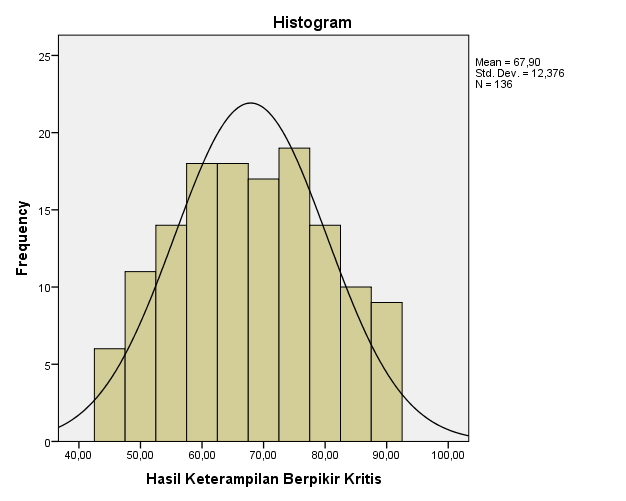 Histogram
Mean = 67,90
Std. Dev. = 12,376
N = 136
25
20
15
10
5
0
Frequency
40,00 50,00 60,00 70,00 80,00 90,00 100,00
Hasil Keterampilan Berpikir Kritis